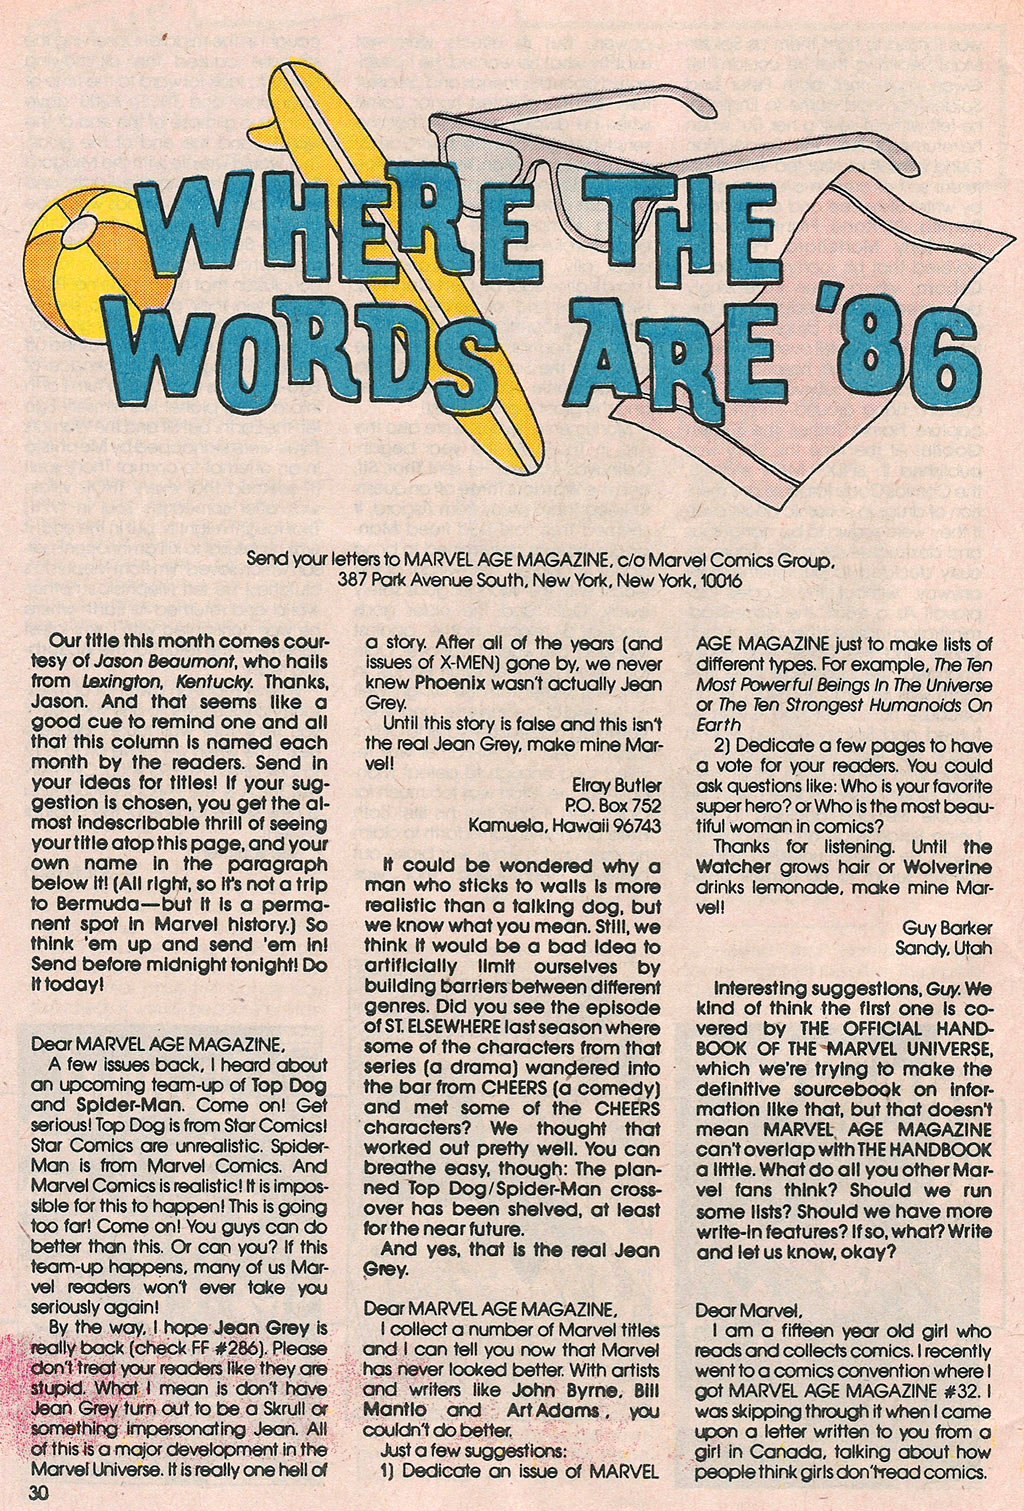 WHERE THE
WORDS ARE '86
Send your letters to MARVEL AGE MAGAZINE, c/o Marvel Comics Group,
387 Park Avenue South, New York, New York, 10016
Our title this month comes cour-
tesy of Jason Beaumont, who hails
from Lexington, Kentucky. Thanks,
Jason. And that seems like a
good cue to remind one and all
that this column is named each
month by the readers. Send in
your ideas for titles! If your sug-
gestion is chosen, you get the al-
most indescribable thrill of seeing
your title atop this page, and your
own name in the paragraph
below it! (All right, so it's not a trip
to Bermuda—but it is a perma-
nent spot in Marvel history.) So
think 'em up and send 'em in!
Send before midnight tonight! Do
it today!
Dear MARVEL AGE MAGAZINE,
A few issues back, I heard about
an upcoming team-up of Top Dog
and Spider-Man. Come on! Get
serious! Top Dog is from Star Comics!
Star Comics are unrealistic. Spider-
Man is from Marvel Comics. And
Marvel Comics is realistic! It is impos-
sible for this to happen! This is going
too far! Come on! You guys can do
better than this. Or can you? If this
team-up happens, many of us Mar-
vel readers won't ever take you
seriously again!
By the way, I hope Jean Grey is
really back (check FF #286). Please
don't treat your readers like they are
stupid. What I mean is don't have
Jean Grey turn out to be a Skrull or
something impersonating Jean. All
of this is a major development in the
Marvel Universe. It is really one hell of
30
a story. After all of the years (and
issues of X-MEN) gone by, we never
knew Phoenix wasn't actually Jean
Grey.
Until this story is false and this isn't
the real Jean Grey, make mine Mar-
vel!
Elray Butler
P.O. Box 752
Kamuela, Hawaii 96743
It could be wondered why a
man who sticks to walls is more
realistic than a talking dog, but
we know what you mean. Still, we
think it would be a bad idea to
artificially limit ourselves by
building barriers between different
genres. Did you see the episode
of ST. ELSEWHERE last season where
some of the characters from that
series (a drama) wandered into
the bar from CHEERS (a comedy)
and met some of the CHEERS
characters? We thought that
worked out pretty well. You can
breathe easy, though: The plan-
ned Top Dog/Spider-Man cross-
over has been shelved, at least
for the near future.
And yes, that is the real Jean
Grey.
Dear MARVEL AGE MAGAZINE,
I collect a number of Marvel titles
and I can tell you now that Marvel
has never looked better. With artists
and writers like John Byrne, Bill
Mantlo and Art Adams, you
couldn't do better.
Just a few suggestions:
1) Dedicate an issue of MARVEL
AGE MAGAZINE just to make lists of
different types. For example, The Ten
Most Powerful Beings In The Universe
or The Ten Strongest Humanoids On
Earth
2) Dedicate a few pages to have
a vote for your readers. You could
ask questions like: Who is your favorite
super hero? or Who is the most beau-
tiful woman in comics?
Thanks for listening. Until the
Watcher grows hair or Wolverine
drinks lemonade, make mine Mar-
vel!
Guy Barker
Sandy, Utah
Interesting suggestions, Guy. We
kind of think the first one is co-
vered by THE OFFICIAL HAND-
BOOK OF THE MARVEL UNIVERSE,
which we're trying to make the
definitive sourcebook on infor-
mation like that, but that doesn't
mean MARVEL AGE MAGAZINE
can't overlap with THE HANDBOOK
a little. What do all you other Mar-
vel fans think? Should we run
some lists? Should we have more
write-in features? If so, what? Write
and let us know, okay?
Dear Marvel,
I am a fifteen year old girl who
reads and collects comics. I recently
went to a comics convention where I
got MARVEL AGE MAGAZINE #32. I
was skipping through it when I came
upon a letter written to you from a
girl in Canada, talking about how
people think girls don't read comics.